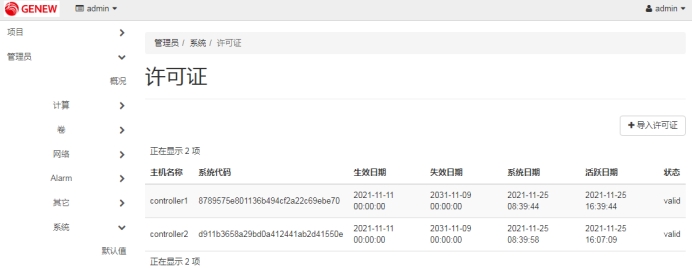 GENEW
admin
admin
项目
管理员
概况
计算
卷
网络
Alarm
其它
系统
默认值
管理员 / 系统 / 许可证
许可证
+ 导入许可证
正在显示 2 项
主机名称 系统代码 生效日期 失效日期 系统日期 活跃日期 状态
controller1 8789575e801136b494cf2a22c69ebe70 2021-11-11 00:00:00 2031-11-09 00:00:00 2021-11-25 08:39:44 2021-11-25 16:39:44 valid
controller2 d911b3658a29bd0a412441ab2d41550e 2021-11-11 00:00:00 2031-11-09 00:00:00 2021-11-25 08:39:58 2021-11-25 16:07:09 valid
正在显示 2 项